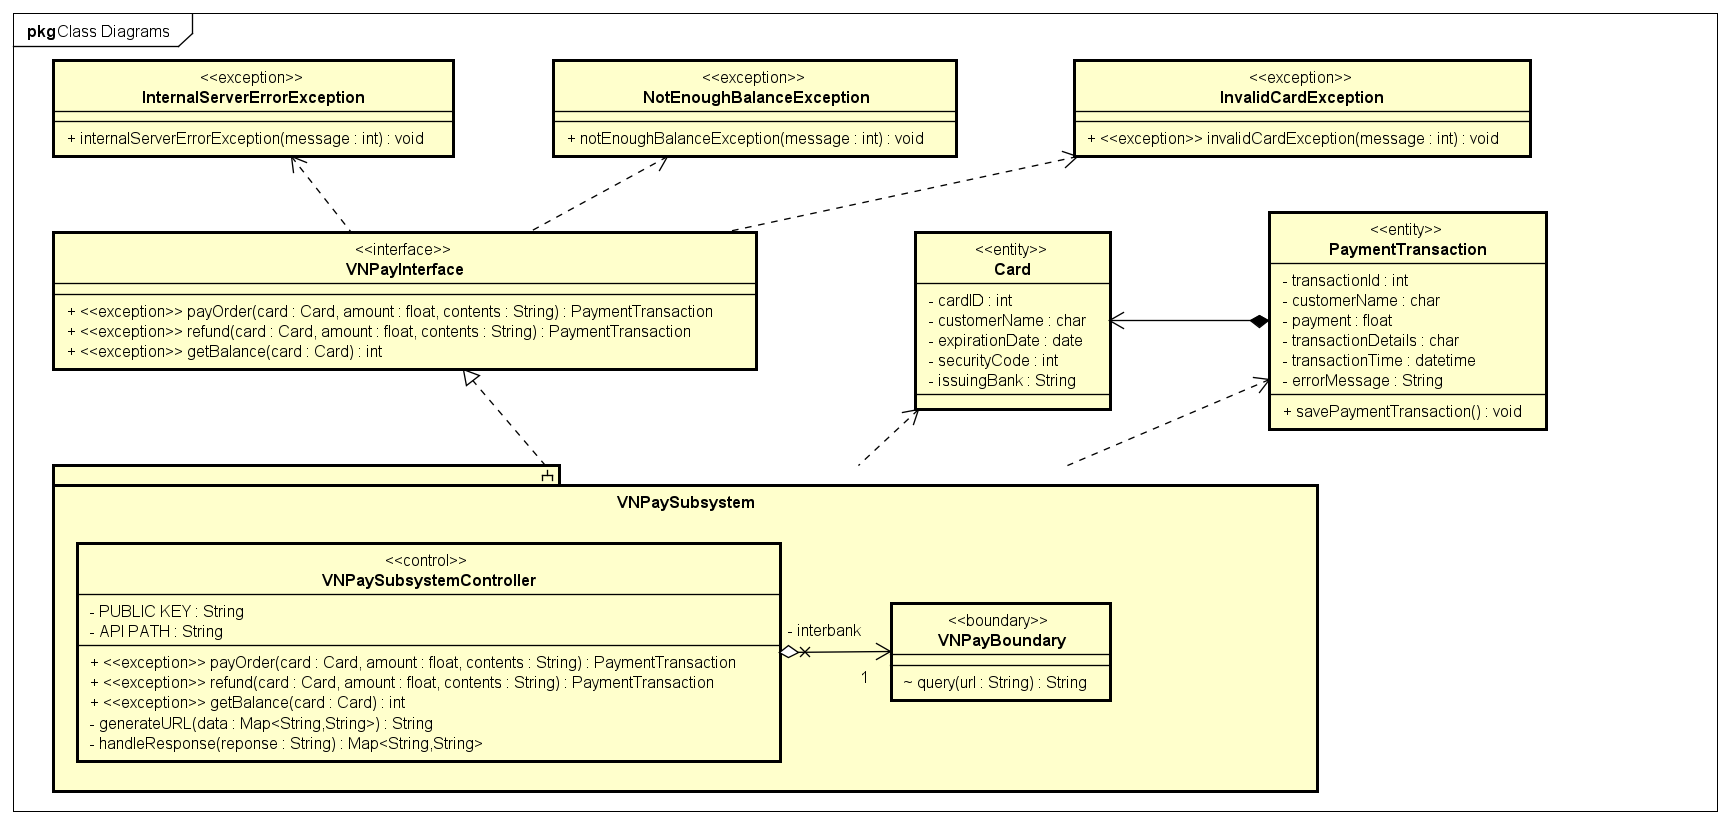 pkg Class Diagrams
<<exception>>
InternalServerErrorException
+ internalServerErrorException(message : int) : void
<<exception>>
NotEnoughBalanceException
+ notEnoughBalanceException(message : int) : void
<<exception>>
InvalidCardException
+ <<exception>> invalidCardException(message : int) : void
<<interface>>
VNPayInterface
+ <<exception>> payOrder(card : Card, amount : float, contents : String) : PaymentTransaction
+ <<exception>> refund(card : Card, amount : float, contents : String) : PaymentTransaction
+ <<exception>> getBalance(card : Card) : int
<<entity>>
Card
- cardID : int
- customerName : char
- expirationDate : date
- securityCode : int
- issuingBank : String
<<entity>>
PaymentTransaction
- transactionId : int
- customerName : char
- payment : float
- transactionDetails : char
- transactionTime : datetime
- errorMessage : String
+ savePaymentTransaction() : void
VNPaySubsystem
<<control>>
VNPaySubsystemController
- PUBLIC KEY : String
- API PATH : String
+ <<exception>> payOrder(card : Card, amount : float, contents : String) : PaymentTransaction
+ <<exception>> refund(card : Card, amount : float, contents : String) : PaymentTransaction
+ <<exception>> getBalance(card : Card) : int
- generateURL(data : Map<String,String>) : String
- handleResponse(reponse : String) : Map<String,String>
- interbank
1
<<boundary>>
VNPayBoundary
~ query(url : String) : String